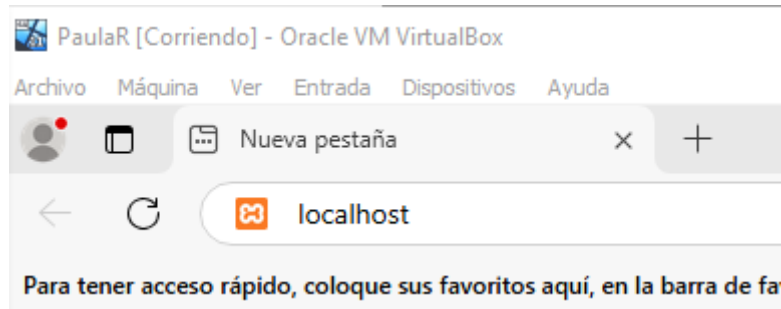 PaulaR [Corriendo] - Oracle VM VirtualBox
Archivo Máquina Ver Entrada Dispositivos Ayuda
Nueva pestaña
localhost
Para tener acceso rápido, coloque sus favoritos aquí, en la barra de fa